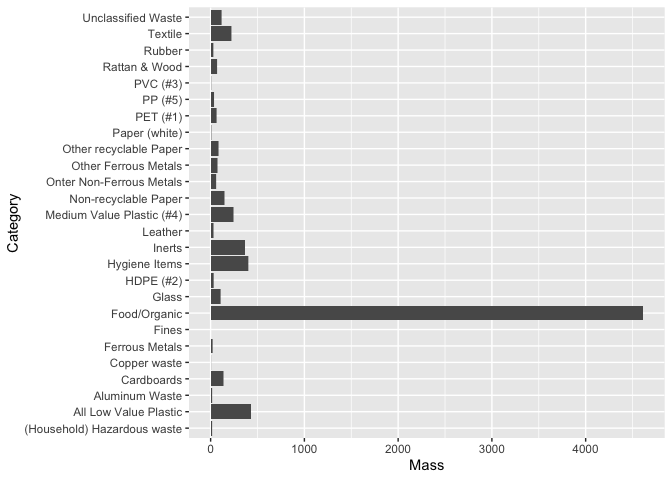 Unclassified Waste
Textile
Rubber
Rattan & Wood
PVC (#3)
PP (#5)
PET (#1)
Paper (white)
Other recyclable Paper
Other Ferrous Metals
Onter Non-Ferrous Metals
Non-recyclable Paper
Medium Value Plastic (#4)
Leather
Inerts
Hygiene Items
HDPE (#2)
Glass
Food/Organic
Fines
Ferrous Metals
Copper waste
Cardboards
Aluminum Waste
All Low Value Plastic
(Household) Hazardous waste
Category
0 1000 2000 3000 4000
Mass